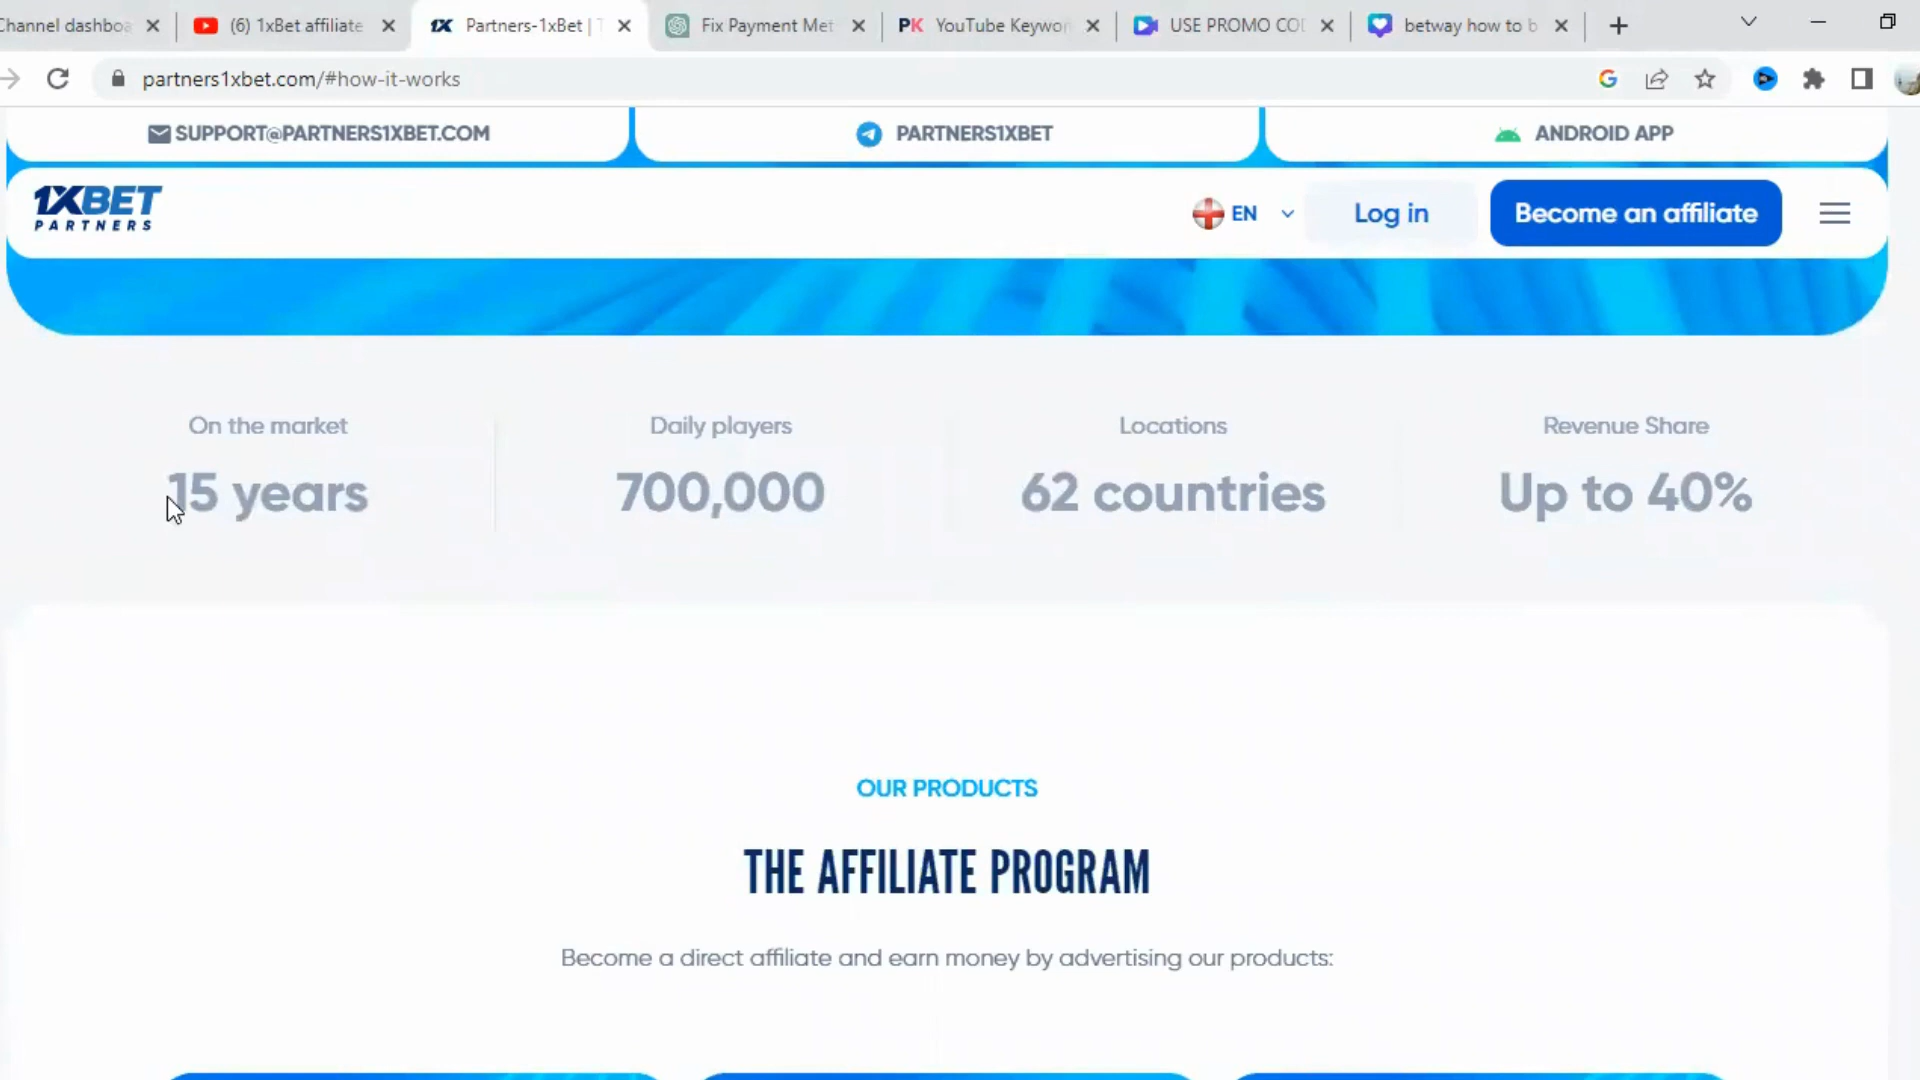 Channel dashboa
(6) 1xBet affiliate
Partners-1xBet |
Fix Payment Met
PK YouTube Keywor
USE PROMO COD
betway how to b
partners1xbet.com/#how-it-works
SUPPORT@PARTNERS1XBET.COM
PARTNERS1XBET
ANDROID APP
1XBET
PARTNERS
EN
Log in
Become an affiliate
On the market
15 years
Daily players
700,000
Locations
62 countries
Revenue Share
Up to 40%
OUR PRODUCTS
THE AFFILIATE PROGRAM
Become a direct affiliate and earn money by advertising our products: